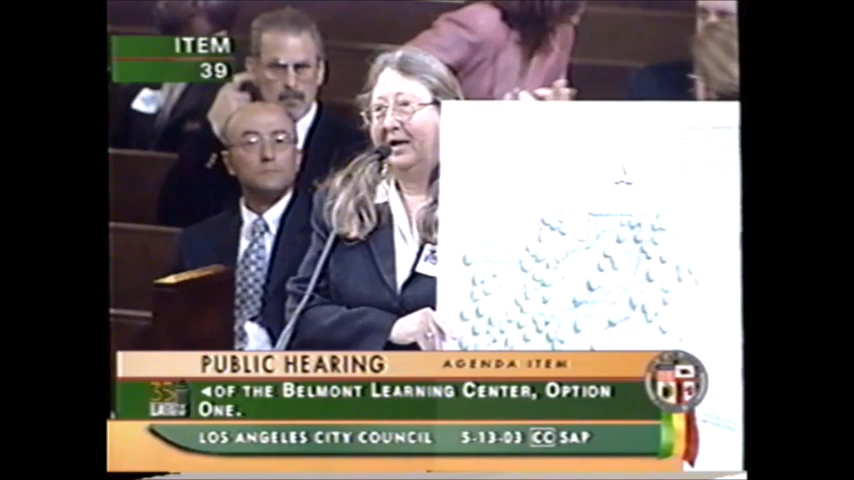 ITEM
39
PUBLIC HEARING AGENDA ITEM
35
◄OF THE BELMONT LEARNING CENTER, OPTION
ONE.
LOS ANGELES CITY COUNCIL 5-13-03 CC SAP